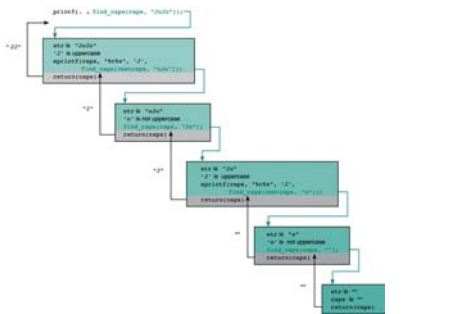 printf(. . find_caps(caps, "JoJo"));
"JJ"
str is "JoJo"
'J' is uppercase
sprintf(caps, "%c%s", 'J',
find_caps(restcaps, "oJo"));
return(caps)
"J"
str is "oJo"
'o' is not uppercase
find_caps(caps, "Jo");
return(caps)
"J"
str is "Jo"
'J' is uppercase
sprintf(caps, "%c%s", 'J',
find_caps(restcaps, "o"));
return(caps)
""
str is "o"
'o' is not uppercase
find_caps(caps, "");
return(caps)
""
str is ""
caps is ""
return(caps)